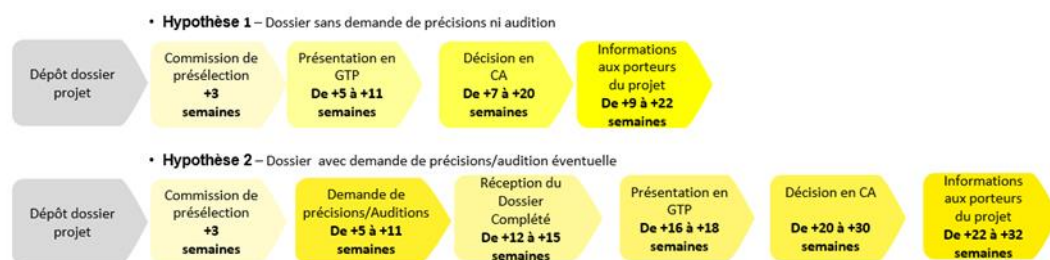 • Hypothèse 1 – Dossier sans demande de précisions ni audition
Dépôt dossier
projet
Commission de
présélection
+3
semaines
Présentation en
GTP
De +5 à +11
semaines
Décision en
CA
De +7 à +20
semaines
Informations
aux porteurs
du projet
De +9 à +22
semaines
• Hypothèse 2 – Dossier avec demande de précisions/audition éventuelle
Dépôt dossier
projet
Commission de
présélection
+3
semaines
Demande de
précisions/Auditions
De +5 à +11
semaines
Réception du
Dossier
Complété
De +12 à +15
semaines
Présentation en
GTP
De +16 à +18
semaines
Décision en CA
De +20 à +30
semaines
Informations
aux porteurs
du projet
De +22 à +32
semaines